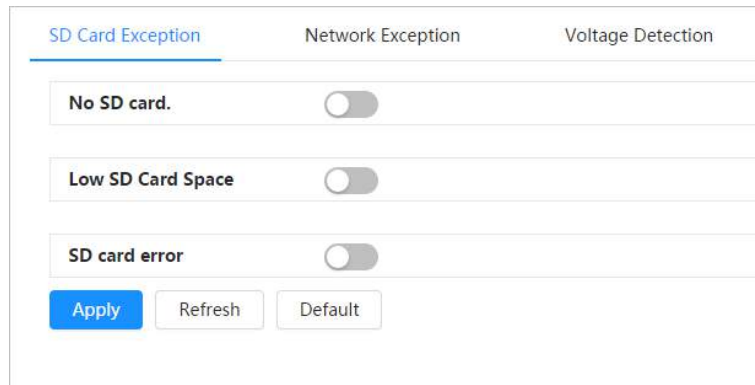 SD Card Exception Network Exception Voltage Detection
No SD card.
Low SD Card Space
SD card error
Apply Refresh Default